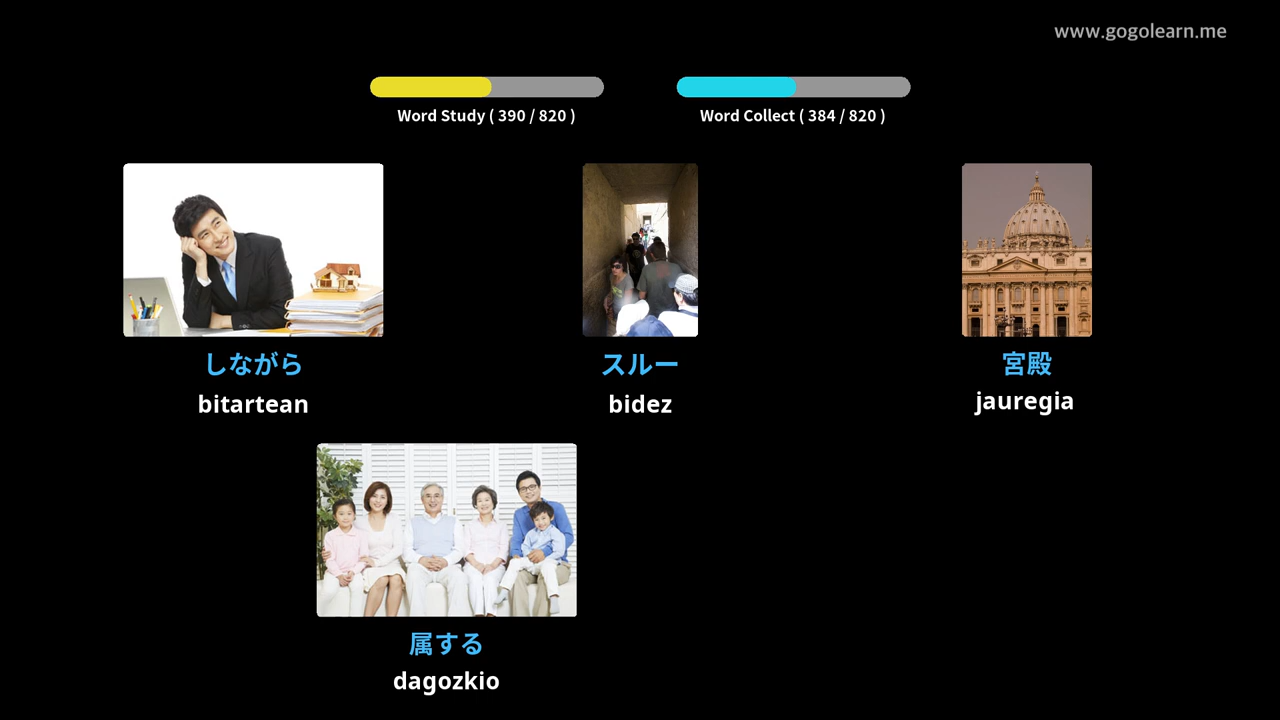 www.gogolearn.me
Word Study ( 390 / 820 )
Word Collect ( 384 / 820 )
しながら
bitartean
スルー
bidez
宮殿
jauregia
属する
dagozkio